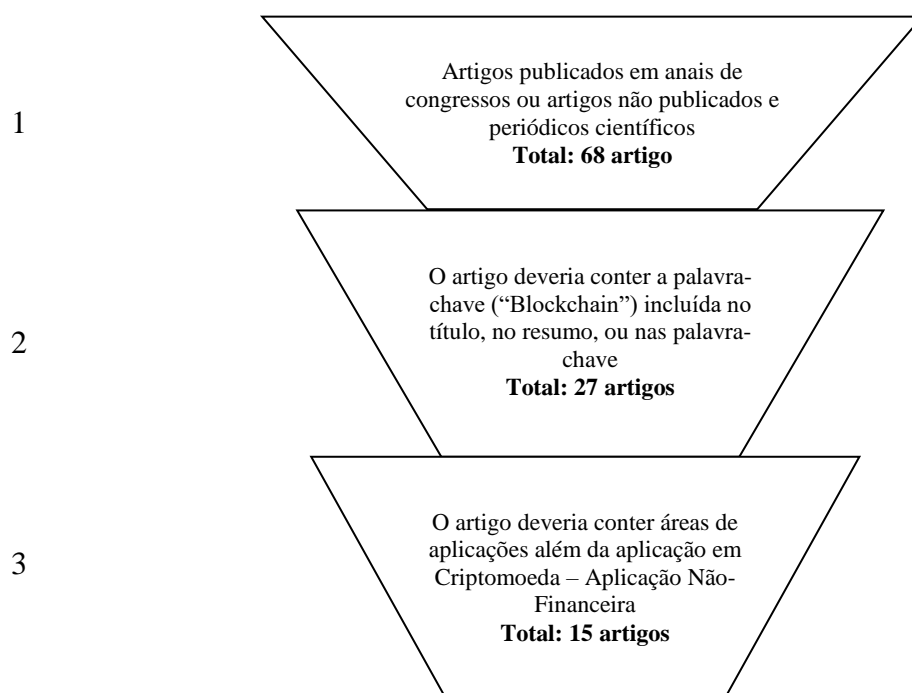 1
Artigos publicados em anais de
congressos ou artigos não publicados e
periódicos científicos
Total: 68 artigo
2
O artigo deveria conter a palavra-
chave (“Blockchain”) incluída no
título, no resumo, ou nas palavra-
chave
Total: 27 artigos
3
O artigo deveria conter áreas de
aplicações além da aplicação em
Criptomoeda – Aplicação Não-
Financeira
Total: 15 artigos